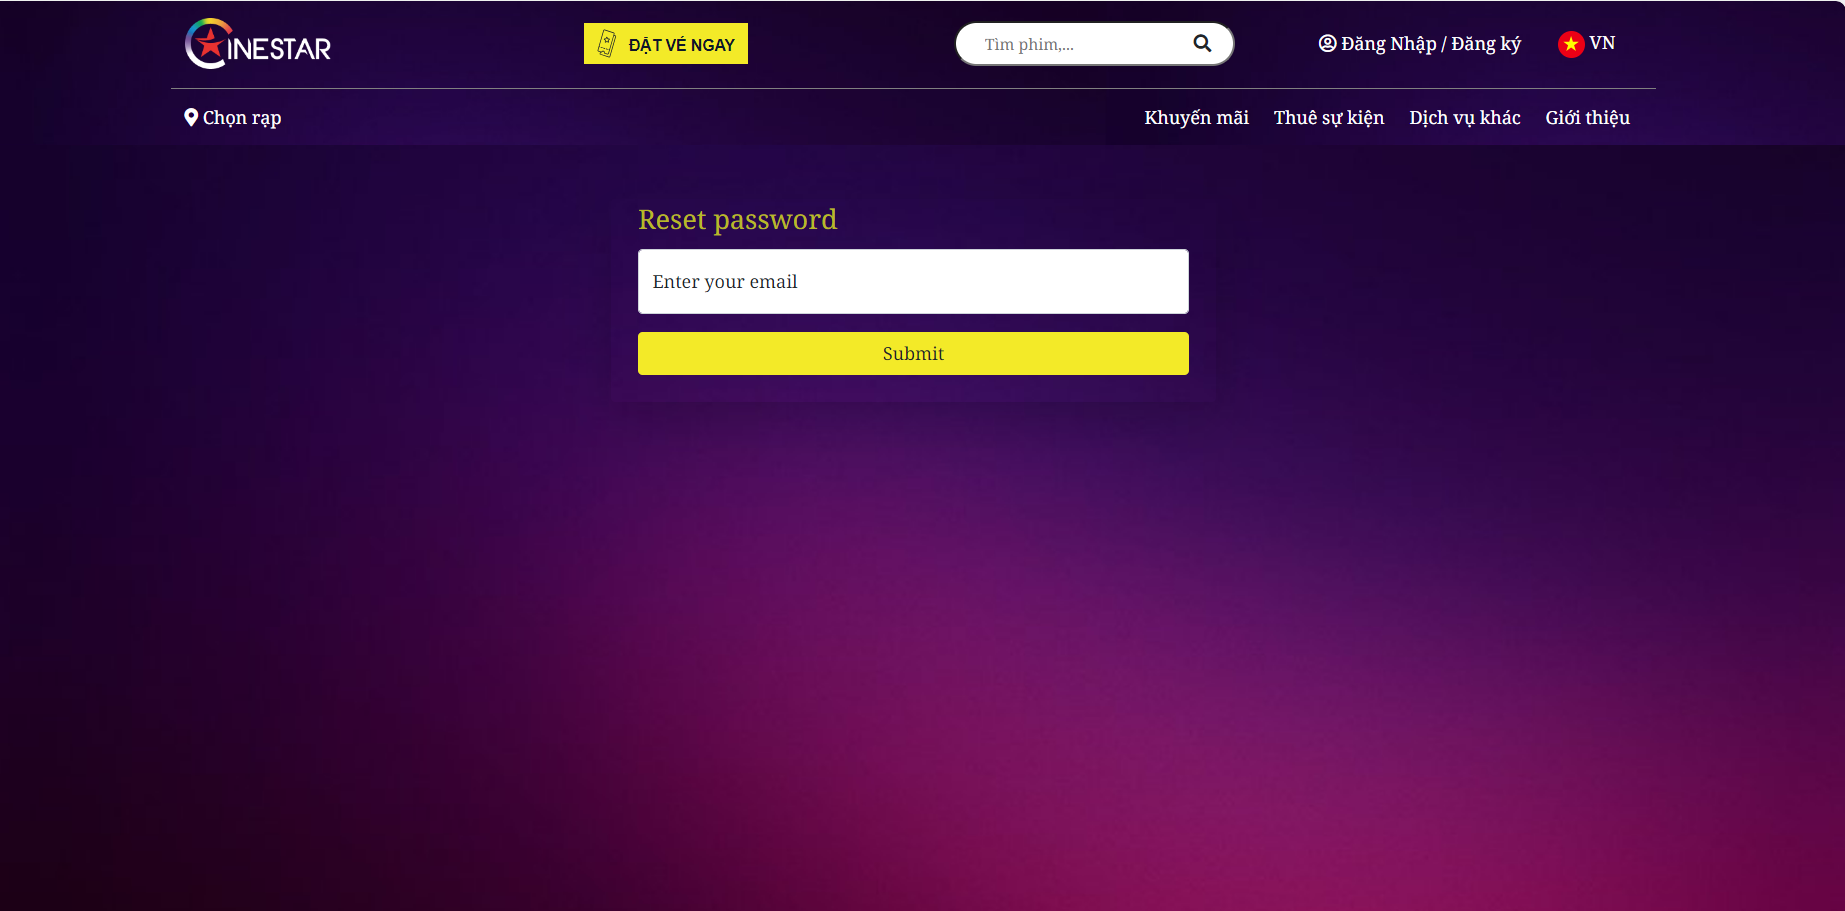 CINESTAR
ĐẶT VÉ NGAY
Tìm phim,...
Đăng Nhập / Đăng ký
VN
Chọn rạp
Khuyến mãi
Thuê sự kiện
Dịch vụ khác
Giới thiệu
Reset password
Enter your email
Submit